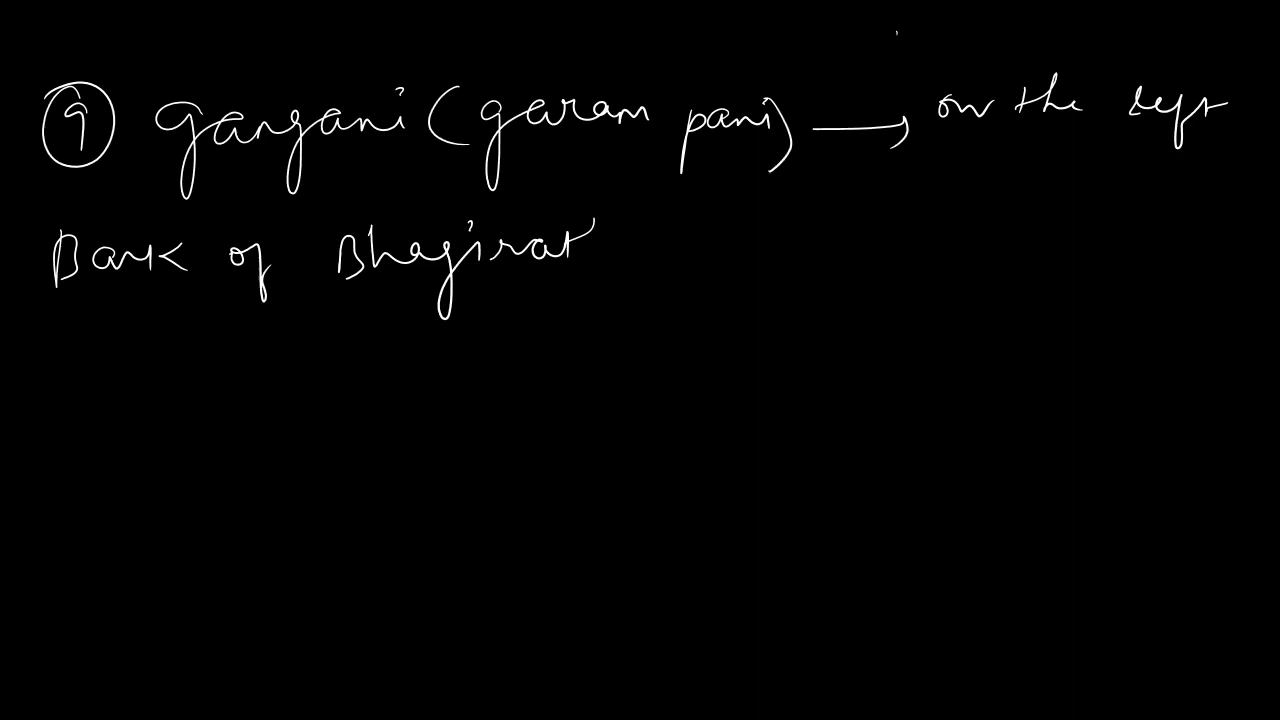 ⑨ gangani (garam pani) → on the left
Bank of Bhagirat